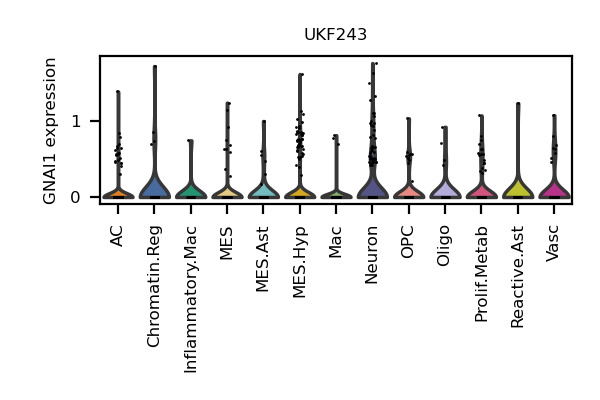 UKF243
GNAI1 expression
1
0
AC
Chromatin.Reg
Inflammatory.Mac
MES
MES.Ast
MES.Hyp
Mac
Neuron
OPC
Oligo
Prolif.Metab
Reactive.Ast
Vasc